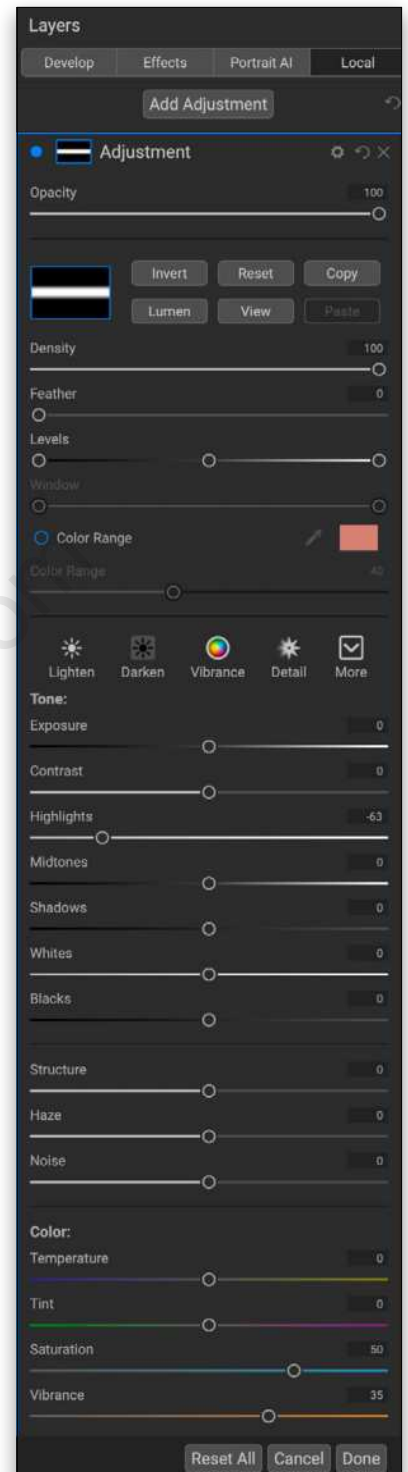 Layers
Develop Effects Portrait AI Local
Add Adjustment
Adjustment
Opacity 100
Invert Reset Copy
Lumen View Paste
Density 100
Feather 0
Levels
Window
Color Range
Color Range 40
Lighten Darken Vibrance Detail More
Tone:
Exposure 0
Contrast 0
Highlights -63
Midtones 0
Shadows 0
Whites 0
Blacks 0
Structure 0
Haze 0
Noise 0
Color:
Temperature 0
Tint 0
Saturation 50
Vibrance 35
Reset All Cancel Done